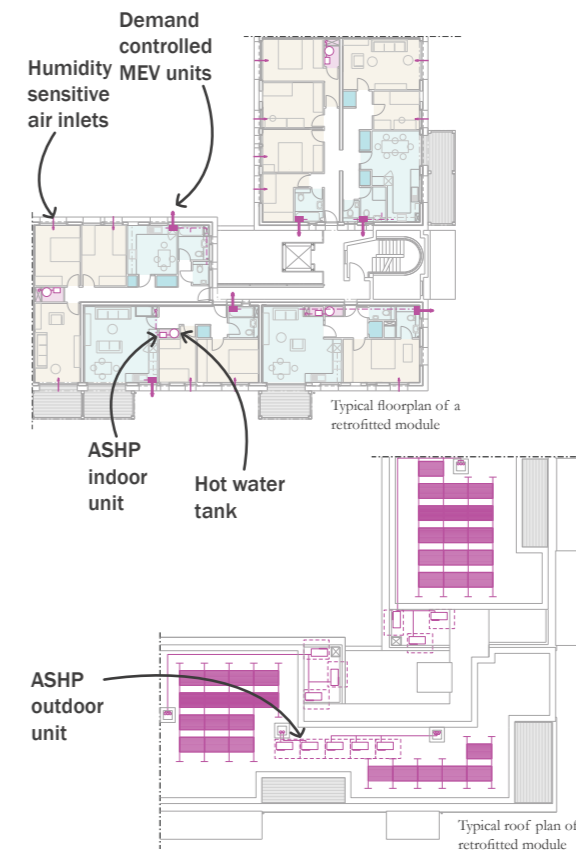 Demand
controlled
MEV units
Humidity
sensitive
air inlets
Typical floorplan of a
retrofitted module
ASHP
indoor
unit
Hot water
tank
ASHP
outdoor
unit
Typical roof plan of
retrofitted module